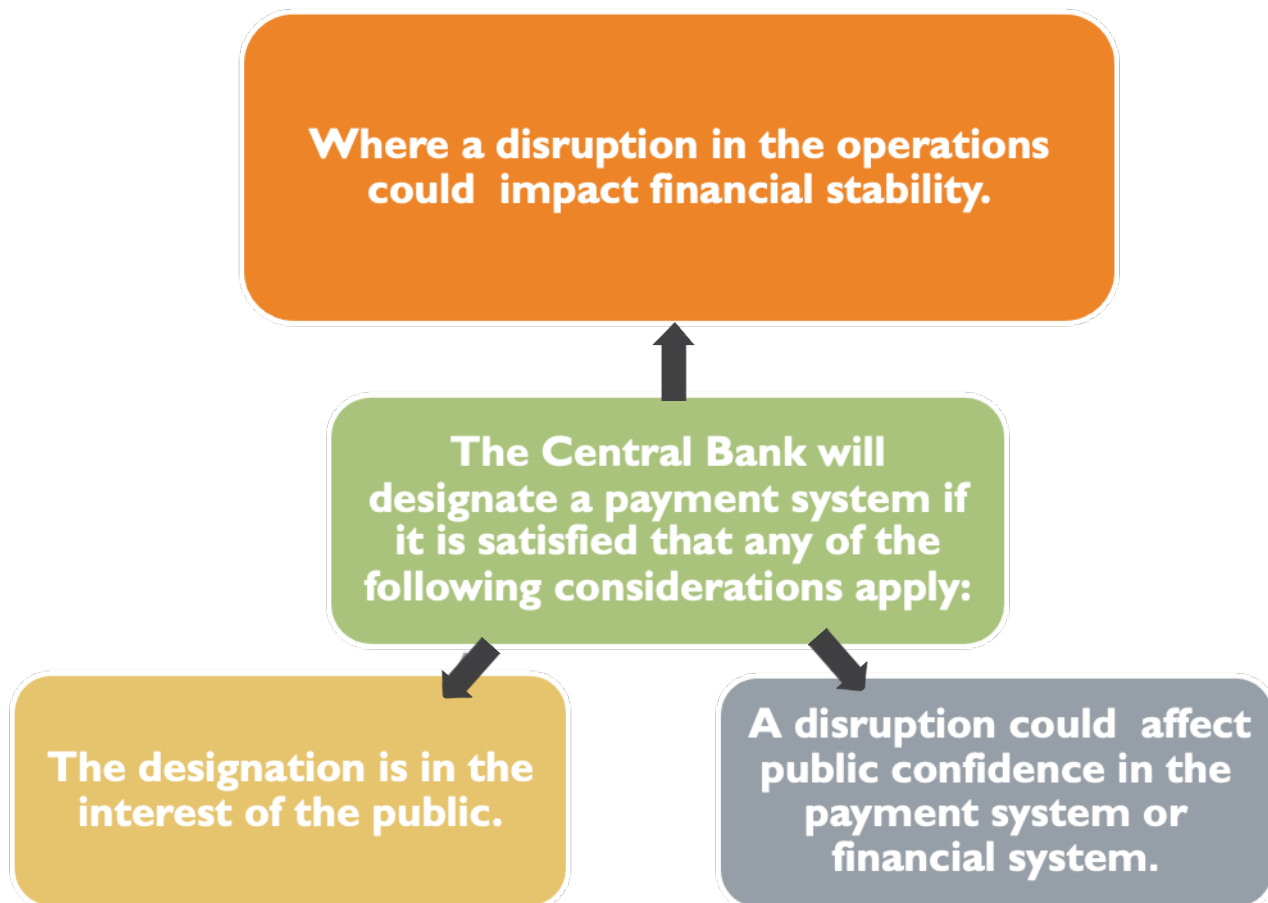 Where a disruption in the operations
could  impact financial stability.
The Central Bank will
designate a payment system if
it is satisfied that any of the
following considerations apply:
The designation is in the
interest of the public.
A disruption could  affect
public confidence in the
payment system or
financial system.